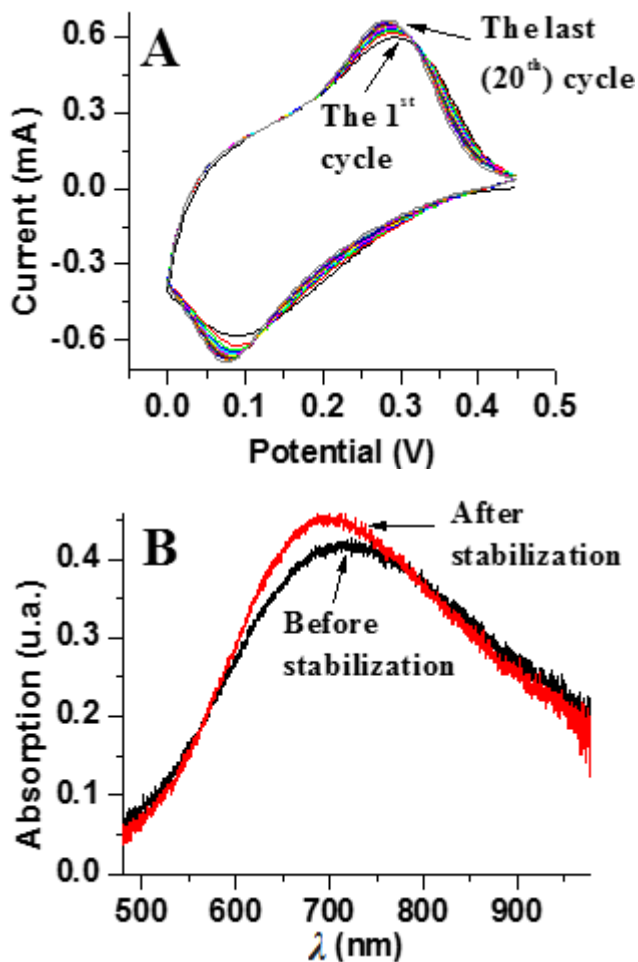 A
The last
(20th) cycle
The 1st
cycle
Current (mA)
0.6
0.3
0.0
-0.3
-0.6
0.0 0.1 0.2 0.3 0.4 0.5
Potential (V)
B
After
stabilization
Before
stabilization
Absorption (u.a.)
0.4
0.3
0.2
0.1
0.0
500 600 700 800 900
λ (nm)